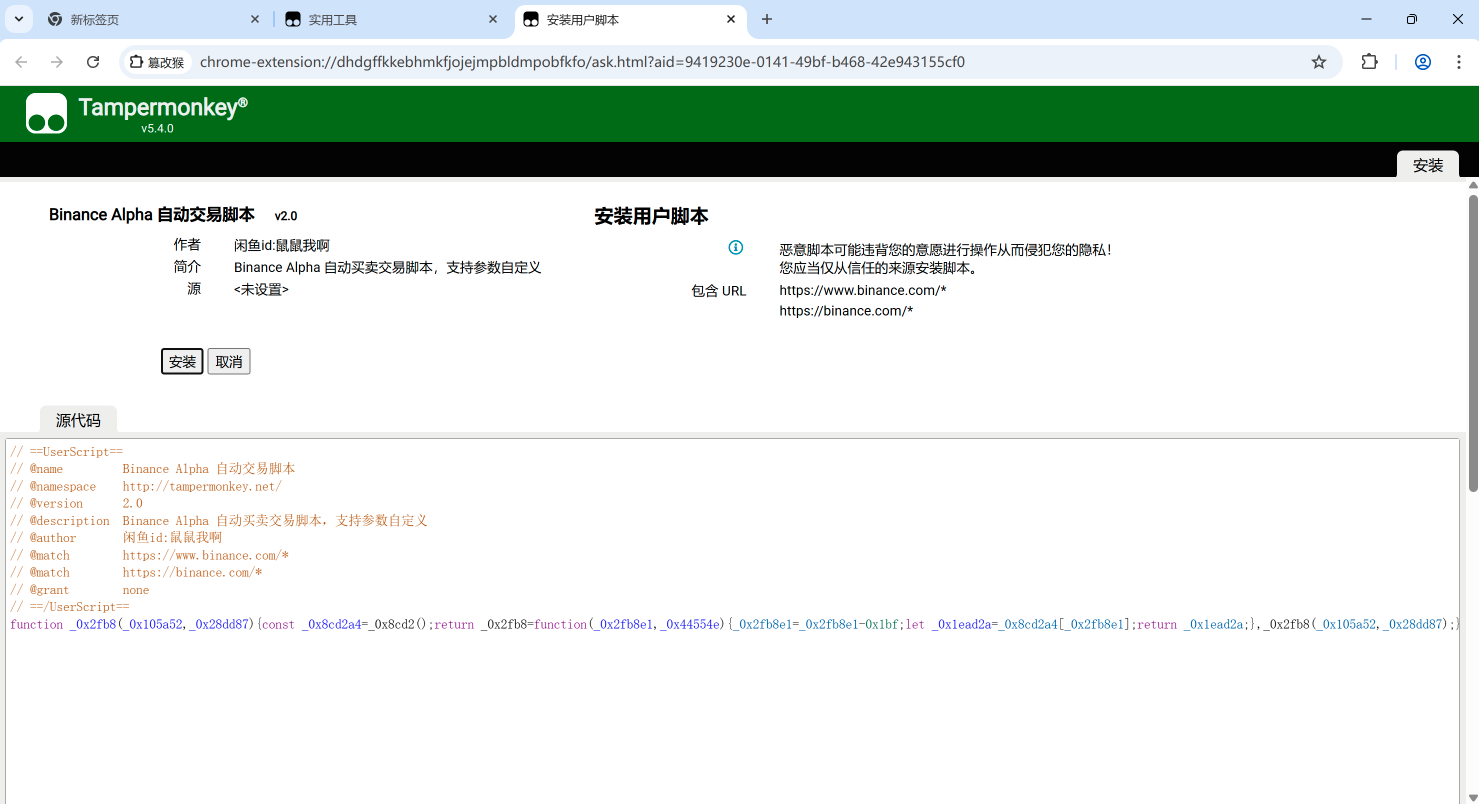 新标签页
实用工具
安装用户脚本
篡改猴
chrome-extension://dhdgffkkebhmkfjojejmpbldmpobfkfo/ask.html?aid=9419230e-0141-49bf-b468-42e943155cf0
Tampermonkey®
v5.4.0
安装
Binance Alpha 自动交易脚本 v2.0
作者 闲鱼id:鼠鼠我啊
简介 Binance Alpha 自动买卖交易脚本，支持参数自定义
源 <未设置>
安装用户脚本
恶意脚本可能违背您的意愿进行操作从而侵犯您的隐私！
您应当仅从信任的来源安装脚本。
包含 URL https://www.binance.com/*
https://binance.com/*
安装 取消
源代码
// ==UserScript==
// @name Binance Alpha 自动交易脚本
// @namespace http://tampermonkey.net/
// @version 2.0
// @description Binance Alpha 自动买卖交易脚本，支持参数自定义
// @author 闲鱼id:鼠鼠我啊
// @match https://www.binance.com/*
// @match https://binance.com/*
// @grant none
// ==/UserScript==
function _0x2fb8(_0x105a52,_0x28dd87){const _0x8cd2a4=_0x8cd2();return _0x2fb8=function(_0x2fb8e1,_0x44554e){_0x2fb8e1=_0x2fb8e1-0x1bf;let _0x1ead2a=_0x8cd2a4[_0x2fb8e1];return _0x1ead2a;},_0x2fb8(_0x105a52,_0x28dd87);}